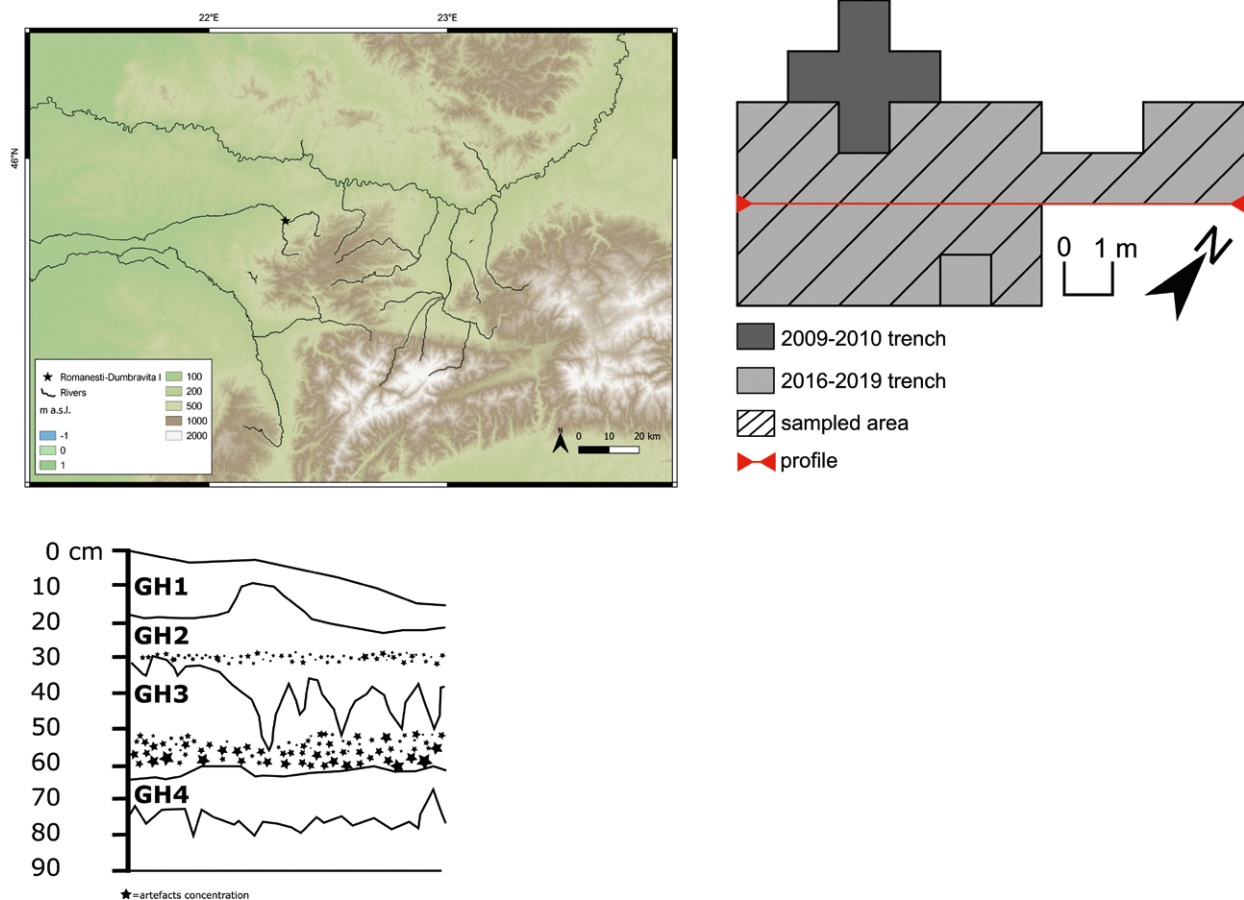 22°E 23°E
46°N
Romanesti-Dumbravita I
Rivers
m a.s.l.
-1
0
1
100
200
500
1000
2000
N
0 10 20 km
0 1 m
N
2009-2010 trench
2016-2019 trench
sampled area
profile
0 cm
10
20
30
40
50
60
70
80
90
GH1
GH2
GH3
GH4
=artefacts concentration